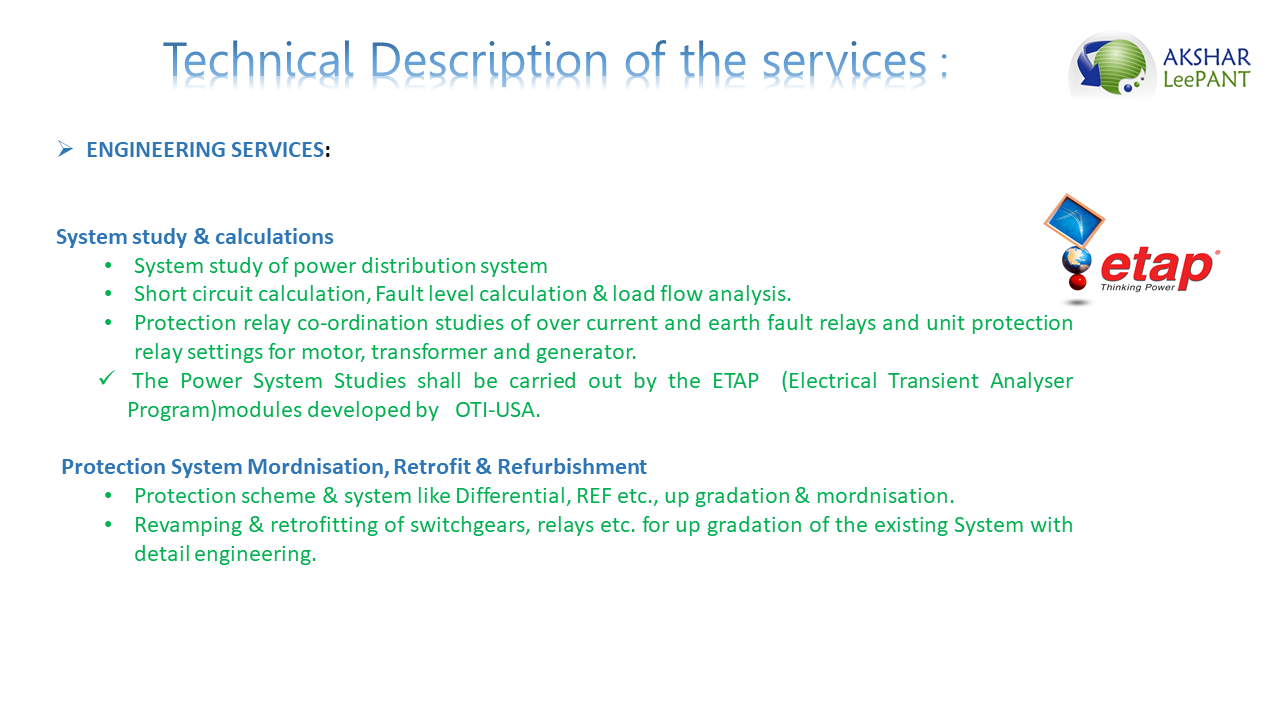 Technical Description of the services :
AKSHAR
LeePANT
➢ ENGINEERING SERVICES:
System study & calculations
• System study of power distribution system
• Short circuit calculation, Fault level calculation & load flow analysis.
• Protection relay co-ordination studies of over current and earth fault relays and unit protection
relay settings for motor, transformer and generator.
✓ The Power System Studies shall be carried out by the ETAP (Electrical Transient Analyser
Program)modules developed by OTI-USA.
etap®
Thinking Power
Protection System Mordnisation, Retrofit & Refurbishment
• Protection scheme & system like Differential, REF etc., up gradation & mordnisation.
• Revamping & retrofitting of switchgears, relays etc. for up gradation of the existing System with
detail engineering.